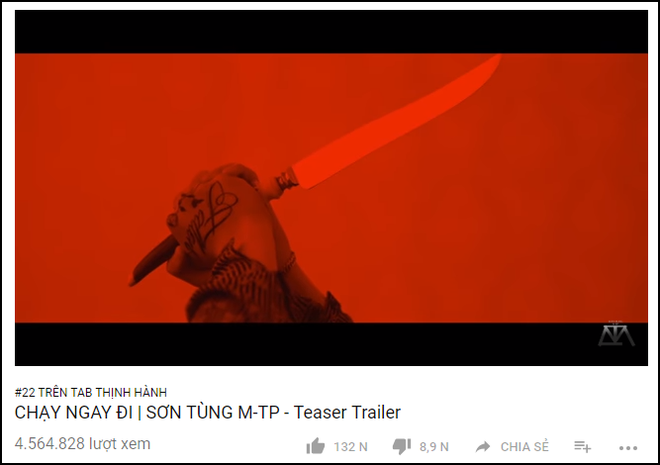 #22 TRÊN TAB THỊNH HÀNH
CHẠY NGAY ĐI | SƠN TÙNG M-TP - Teaser Trailer
4.564.828 lượt xem
132 N
8,9 N
CHIA SẺ